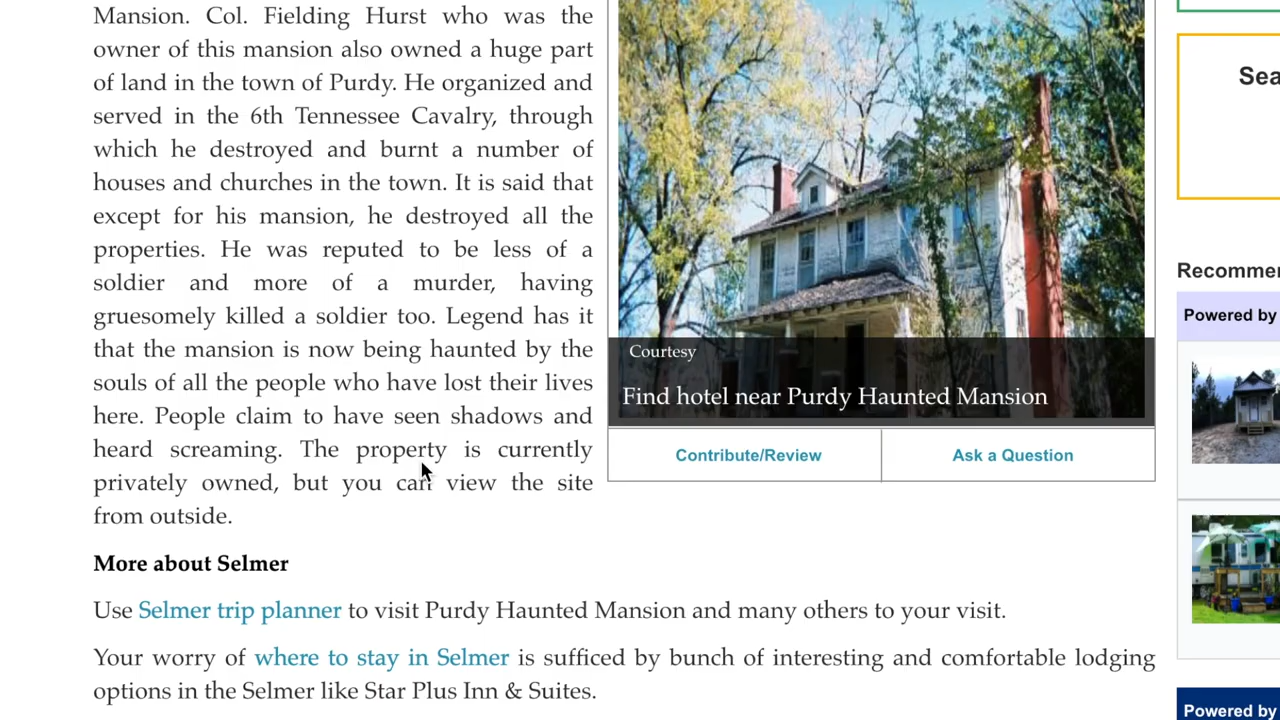 Mansion. Col. Fielding Hurst who was the
owner of this mansion also owned a huge part
of land in the town of Purdy. He organized and
served in the 6th Tennessee Cavalry, through
which he destroyed and burnt a number of
houses and churches in the town. It is said that
except for his mansion, he destroyed all the
properties. He was reputed to be less of a
soldier and more of a murder, having
gruesomely killed a soldier too. Legend has it
that the mansion is now being haunted by the
souls of all the people who have lost their lives
here. People claim to have seen shadows and
heard screaming. The property is currently
privately owned, but you can view the site
from outside.
Courtesy
Find hotel near Purdy Haunted Mansion
Contribute/Review
Ask a Question
More about Selmer
Use Selmer trip planner to visit Purdy Haunted Mansion and many others to your visit.
Your worry of where to stay in Selmer is sufficed by bunch of interesting and comfortable lodging
options in the Selmer like Star Plus Inn & Suites.
Sea
Recommer
Powered by
Powered by